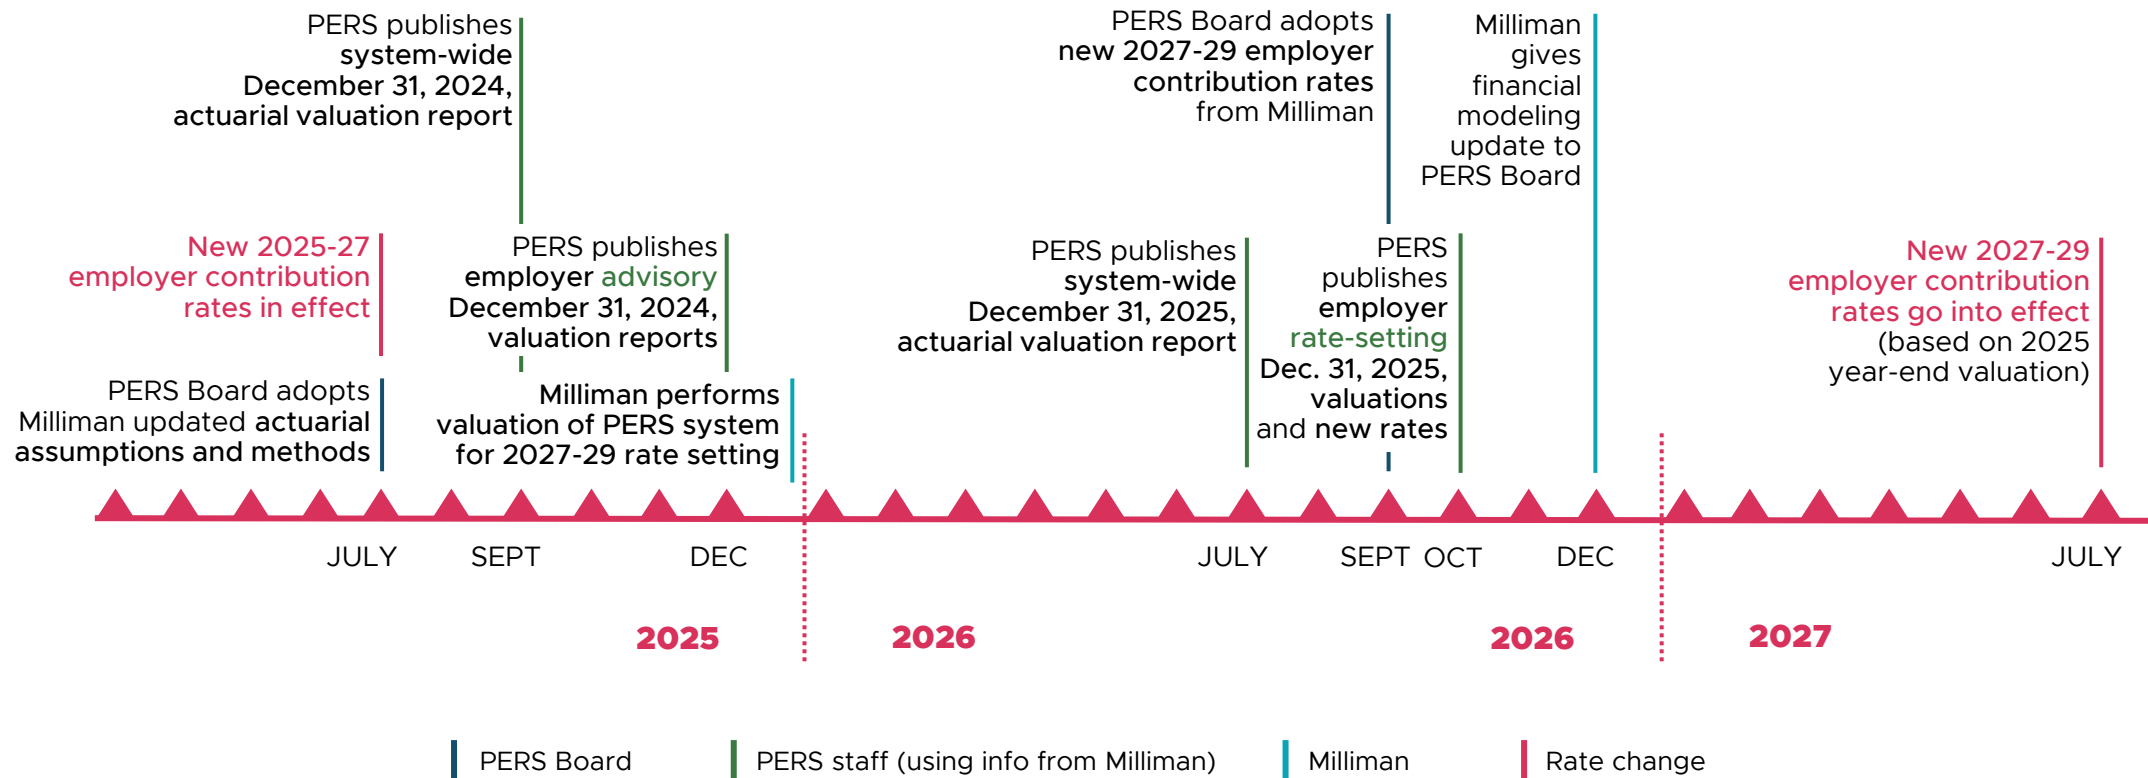 PERS publishes
system-wide
December 31, 2024,
actuarial valuation report
PERS Board adopts
new 2027-29 employer
contribution rates
from Milliman
Milliman
gives
financial
modeling
update to
PERS Board
New 2025-27
employer contribution
rates in effect
PERS publishes
employer advisory
December 31, 2024,
valuation reports
PERS publishes
system-wide
December 31, 2025,
actuarial valuation report
PERS
publishes
employer
rate-setting
Dec. 31, 2025,
valuations
and new rates
New 2027-29
employer contribution
rates go into effect
(based on 2025
year-end valuation)
PERS Board adopts
Milliman updated actuarial
assumptions and methods
Milliman performs
valuation of PERS system
for 2027-29 rate setting
JULY SEPT DEC JULY SEPT OCT DEC JULY
2025 2026 2026 2027
PERS Board PERS staff (using info from Milliman) Milliman Rate change